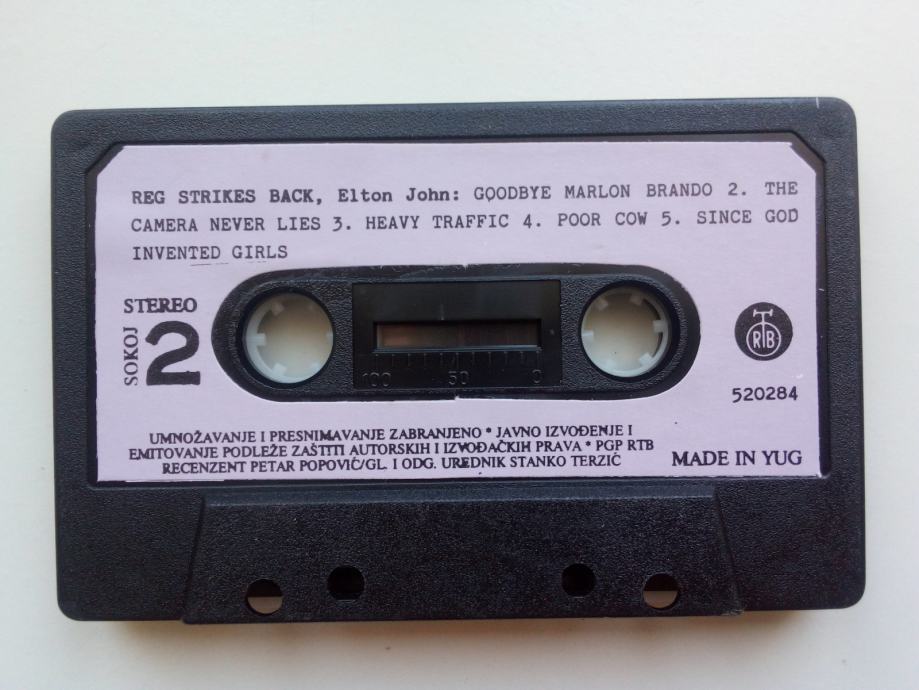 REG STRIKES BACK, Elton John: GOODBYE MARLON BRANDO 2. THE
CAMERA NEVER LIES 3. HEAVY TRAFFIC 4. POOR COW 5. SINCE GOD
INVENTED GIRLS
STEREO
SOKOJ
2
RTB
100 50 0
520284
UMNOŽAVANJE I PRESNIMAVANJE ZABRANJENO * JAVNO IZVOĐENJE I
EMITOVANJE PODLEŽE ZAŠTITI AUTORSKIH I IZVOĐAČKIH PRAVA * PGP RTB
RECENZENT PETAR POPOVIĆ/GL. I ODG. UREDNIK STANKO TERZIĆ
MADE IN YUG